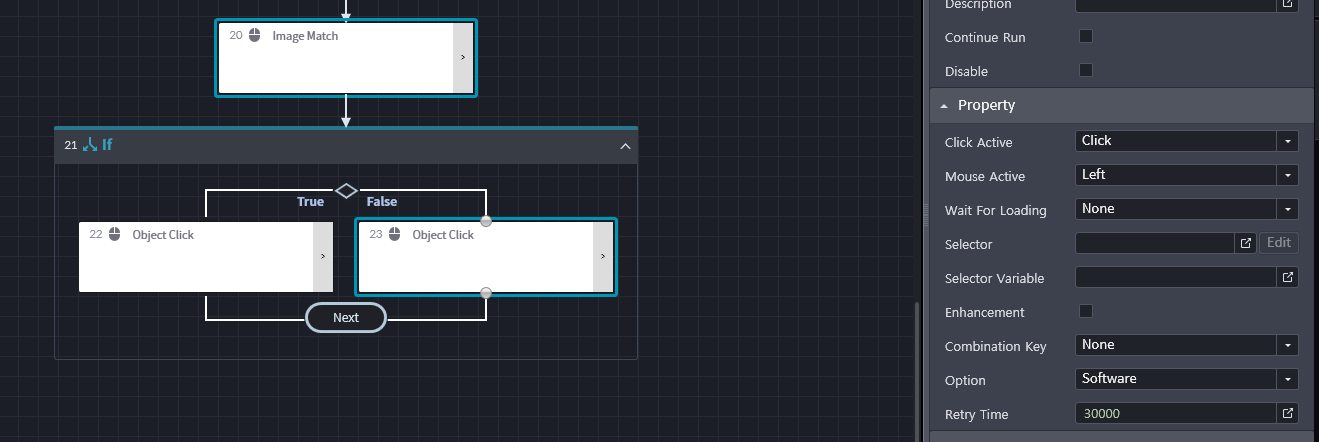 20 Image Match
21 If
True False
22 Object Click
23 Object Click
Next
Description
Continue Run
Disable
Property
Click Active Click
Mouse Active Left
Wait For Loading None
Selector Edit
Selector Variable
Enhancement
Combination Key None
Option Software
Retry Time 30000